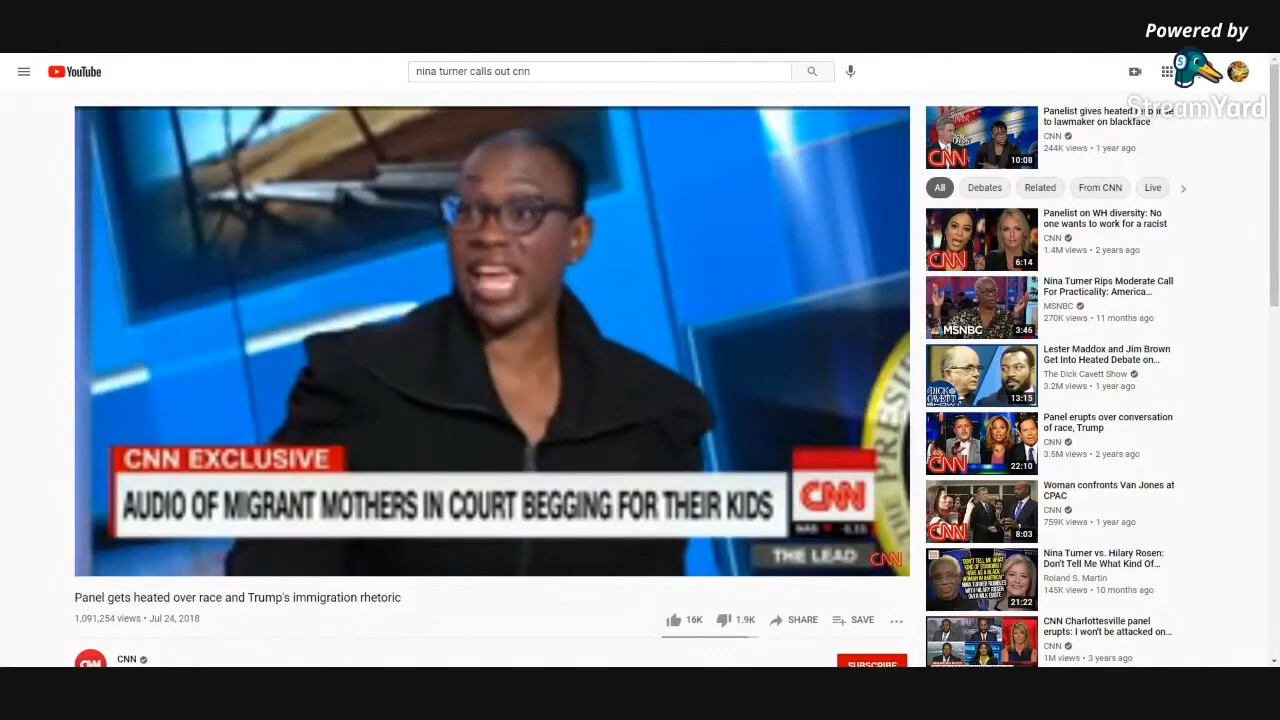 Powered by
StreamYard
YouTube
nina turner calls out cnn
CNN EXCLUSIVE
AUDIO OF MIGRANT MOTHERS IN COURT BEGGING FOR THEIR KIDS
CNN
THE LEAD
CNN
Panel gets heated over race and Trump's immigration rhetoric
1,091,254 views • Jul 24, 2018
16K
1.9K
SHARE
SAVE
CNN
SUBSCRIBE
Panelist gives heated response
to lawmaker on blackface
CNN
244K views • 1 year ago
CNN
10:08
All
Debates
Related
From CNN
Live
Panelist on WH diversity: No
one wants to work for a racist
CNN
1.4M views • 2 years ago
CNN
6:14
Nina Turner Rips Moderate Call
For Practicality: America...
MSNBC
270K views • 11 months ago
MSNBC
3:46
Lester Maddox and Jim Brown
Get Into Heated Debate on...
The Dick Cavett Show
3.2M views • 1 year ago
DICK
CAVETT
SHOW
13:15
Panel erupts over conversation
of race, Trump
CNN
3.5M views • 2 years ago
CNN
22:10
Woman confronts Van Jones at
CPAC
CNN
759K views • 1 year ago
CNN
8:03
Nina Turner vs. Hilary Rosen:
Don't Tell Me What Kind Of...
Roland S. Martin
145K views • 10 months ago
21:22
CNN Charlottesville panel
erupts: I won't be attacked on...
CNN
1M views • 3 years ago